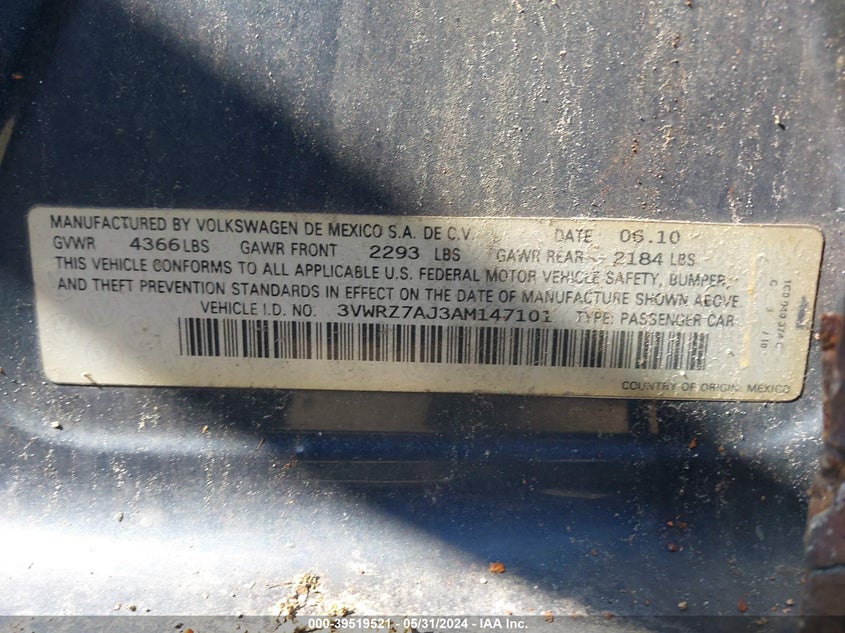 MANUFACTURED BY VOLKSWAGEN DE MEXICO S.A. DE C.V. DATE 06.10
GVWR 4366 LBS GAWR FRONT 2293 LBS GAWR REAR 2184 LBS
THIS VEHICLE CONFORMS TO ALL APPLICABLE U.S. FEDERAL MOTOR VEHICLE SAFETY, BUMPER,
AND THEFT PREVENTION STANDARDS IN EFFECT ON THE DATE OF MANUFACTURE SHOWN ABOVE.
VEHICLE I.D. NO. 3VWRZ7AJ3AM147101 TYPE: PASSENGER CAR
COUNTRY OF ORIGIN: MEXICO
000-39519521 - 05/31/2024 - IAA Inc.